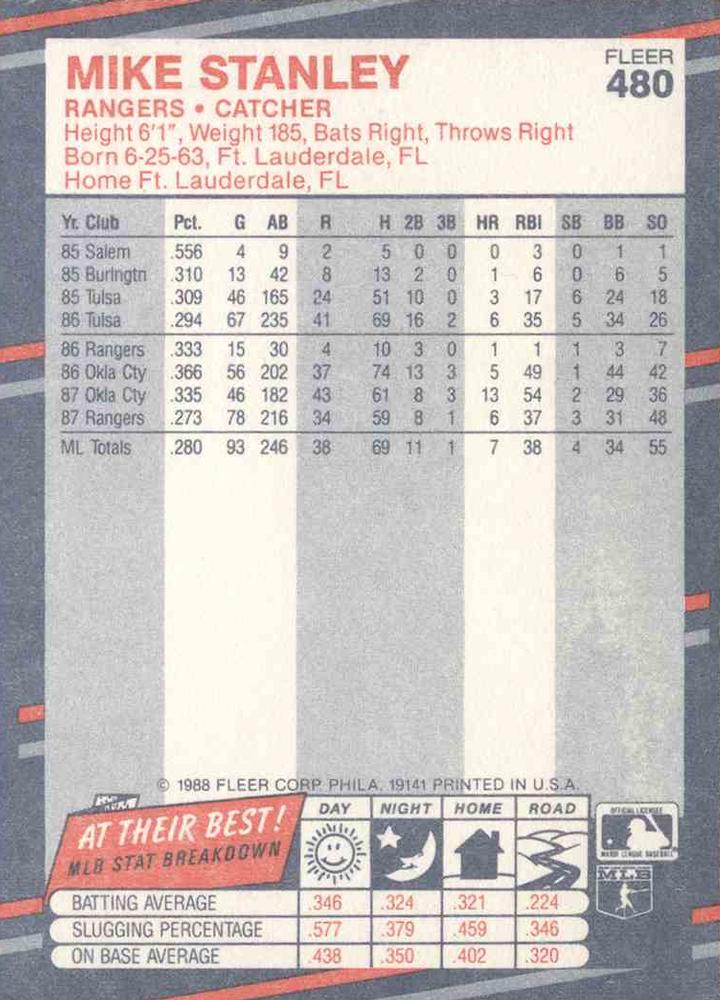 MIKE STANLEY
FLEER
480
RANGERS • CATCHER
Height 6'1", Weight 185, Bats Right, Throws Right
Born 6-25-63, Ft. Lauderdale, FL
Home Ft. Lauderdale, FL
Yr. Club Pct. G AB R H 2B 3B HR RBI SB BB SO
85 Salem .556 4 9 2 5 0 0 0 3 0 1 1
85 Burlngtn .310 13 42 8 13 2 0 1 6 0 6 5
85 Tulsa .309 46 165 24 51 10 0 3 17 6 24 18
86 Tulsa .294 67 235 41 69 16 2 6 35 5 34 26
86 Rangers .333 15 30 4 10 3 0 1 1 1 3 7
86 Okla Cty .366 56 202 37 74 13 3 5 49 1 44 42
87 Okla Cty .335 46 182 43 61 8 3 13 54 2 29 36
87 Rangers .273 78 216 34 59 8 1 6 37 3 31 48
ML Totals .280 93 246 38 69 11 1 7 38 4 34 55
© 1988 FLEER CORP. PHILA. 19141 PRINTED IN U.S.A.
AT THEIR BEST!
MLB STAT BREAKDOWN
DAY NIGHT HOME ROAD
OFFICIAL LICENSEE
MAJOR LEAGUE BASEBALL
MLB
BATTING AVERAGE .346 .324 .321 .224
SLUGGING PERCENTAGE .577 .379 .459 .346
ON BASE AVERAGE .438 .350 .402 .320